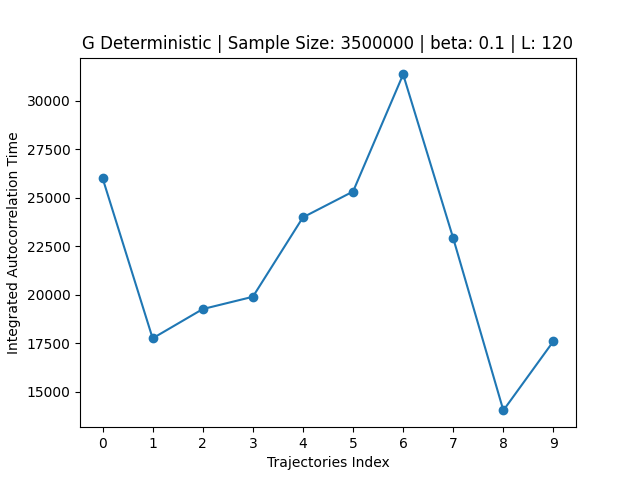 G Deterministic | Sample Size: 3500000 | beta: 0.1 | L: 120
Integrated Autocorrelation Time
30000
27500
25000
22500
20000
17500
15000
0 1 2 3 4 5 6 7 8 9
Trajectories Index